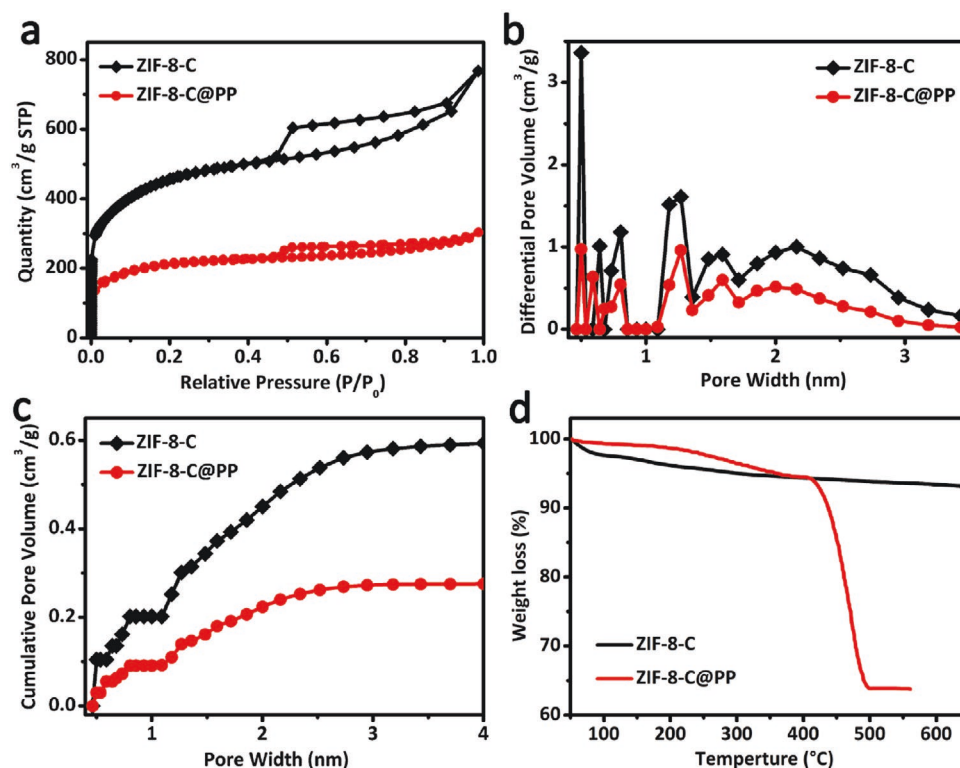 a
ZIF-8-C
ZIF-8-C@PP
Quantity (cm³/g STP)
800
600
400
200
0
0.0 0.2 0.4 0.6 0.8 1.0
Relative Pressure (P/P₀)
b
ZIF-8-C
ZIF-8-C@PP
Differential Pore Volume (cm³/g)
3
2
1
0
1 2 3
Pore Width (nm)
c
ZIF-8-C
ZIF-8-C@PP
Cumulative Pore Volume (cm³/g)
0.6
0.4
0.2
0.0
1 2 3 4
Pore Width (nm)
d
Weight loss (%)
100
90
80
70
60
ZIF-8-C
ZIF-8-C@PP
100 200 300 400 500 600
Temperture (°C)